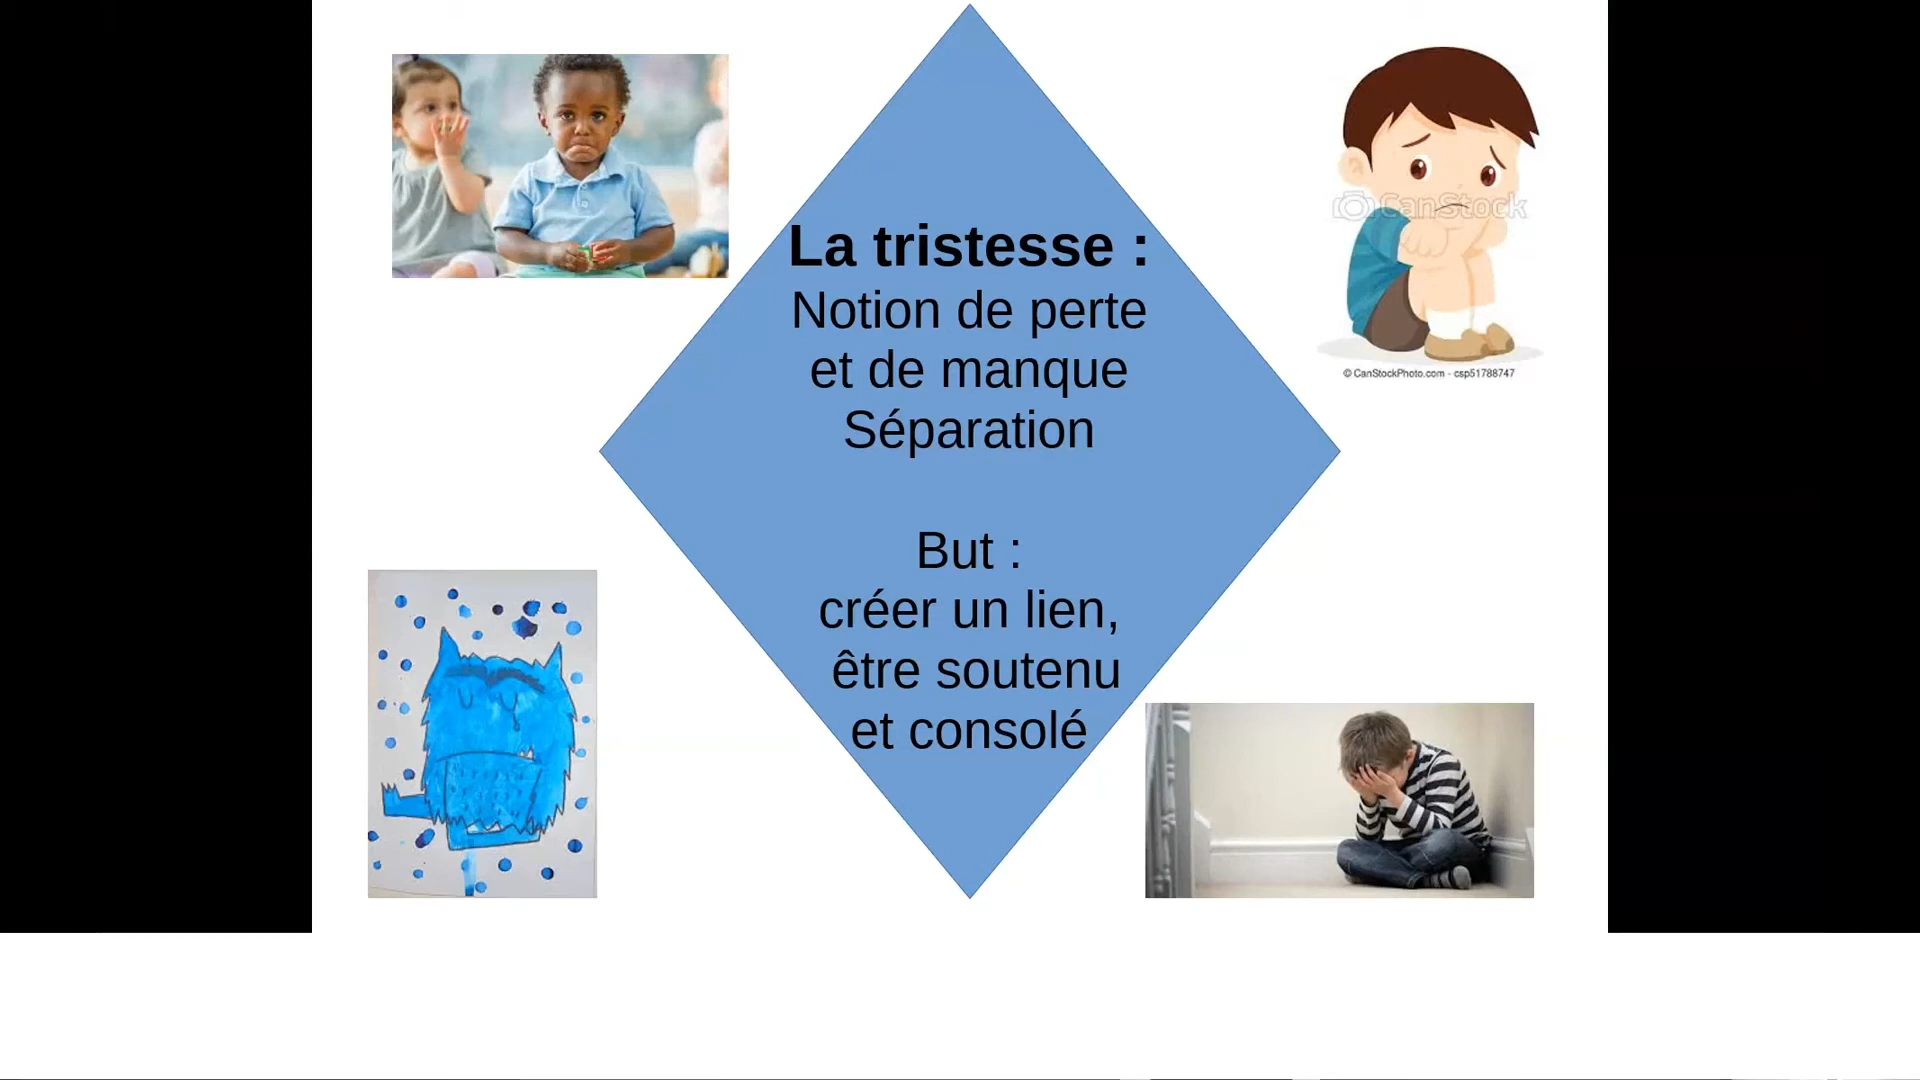 La tristesse :
Notion de perte
et de manque
Séparation
But :
créer un lien,
être soutenu
et consolé
CanStock
© CanStockPhoto.com - csp51788747